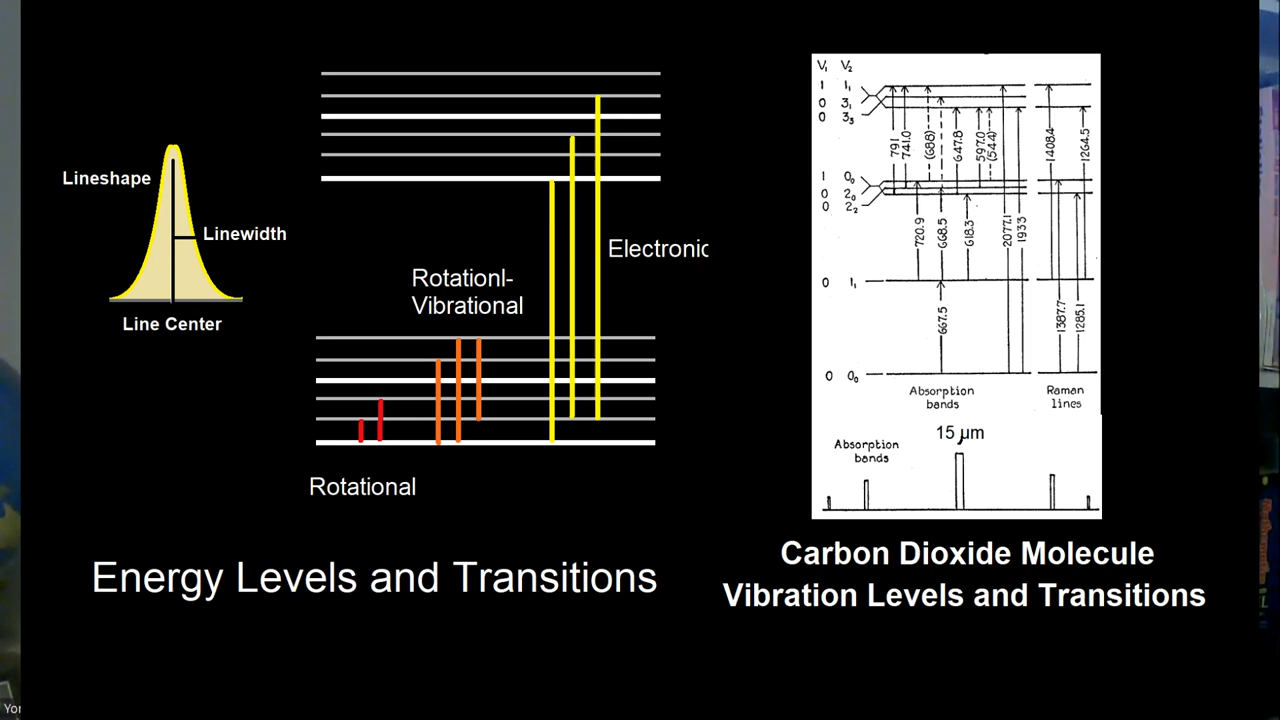 Lineshape
Linewidth
Line Center
Rotationl-
Vibrational
Electronic
Rotational
Energy Levels and Transitions
V₁ V₂
1 1₁
0 3₁
0 3₃
791
741.0
(688)
647.8
597.0
(544)
1408.4
1264.5
1 0₀
0 2₀
0 2₂
720.9
668.5
618.3
2077.1
1933
0 1₁
667.5
1387.7
1285.1
0 0₀
Absorption
bands
Raman
lines
15 µm
Absorption
bands
Carbon Dioxide Molecule
Vibration Levels and Transitions